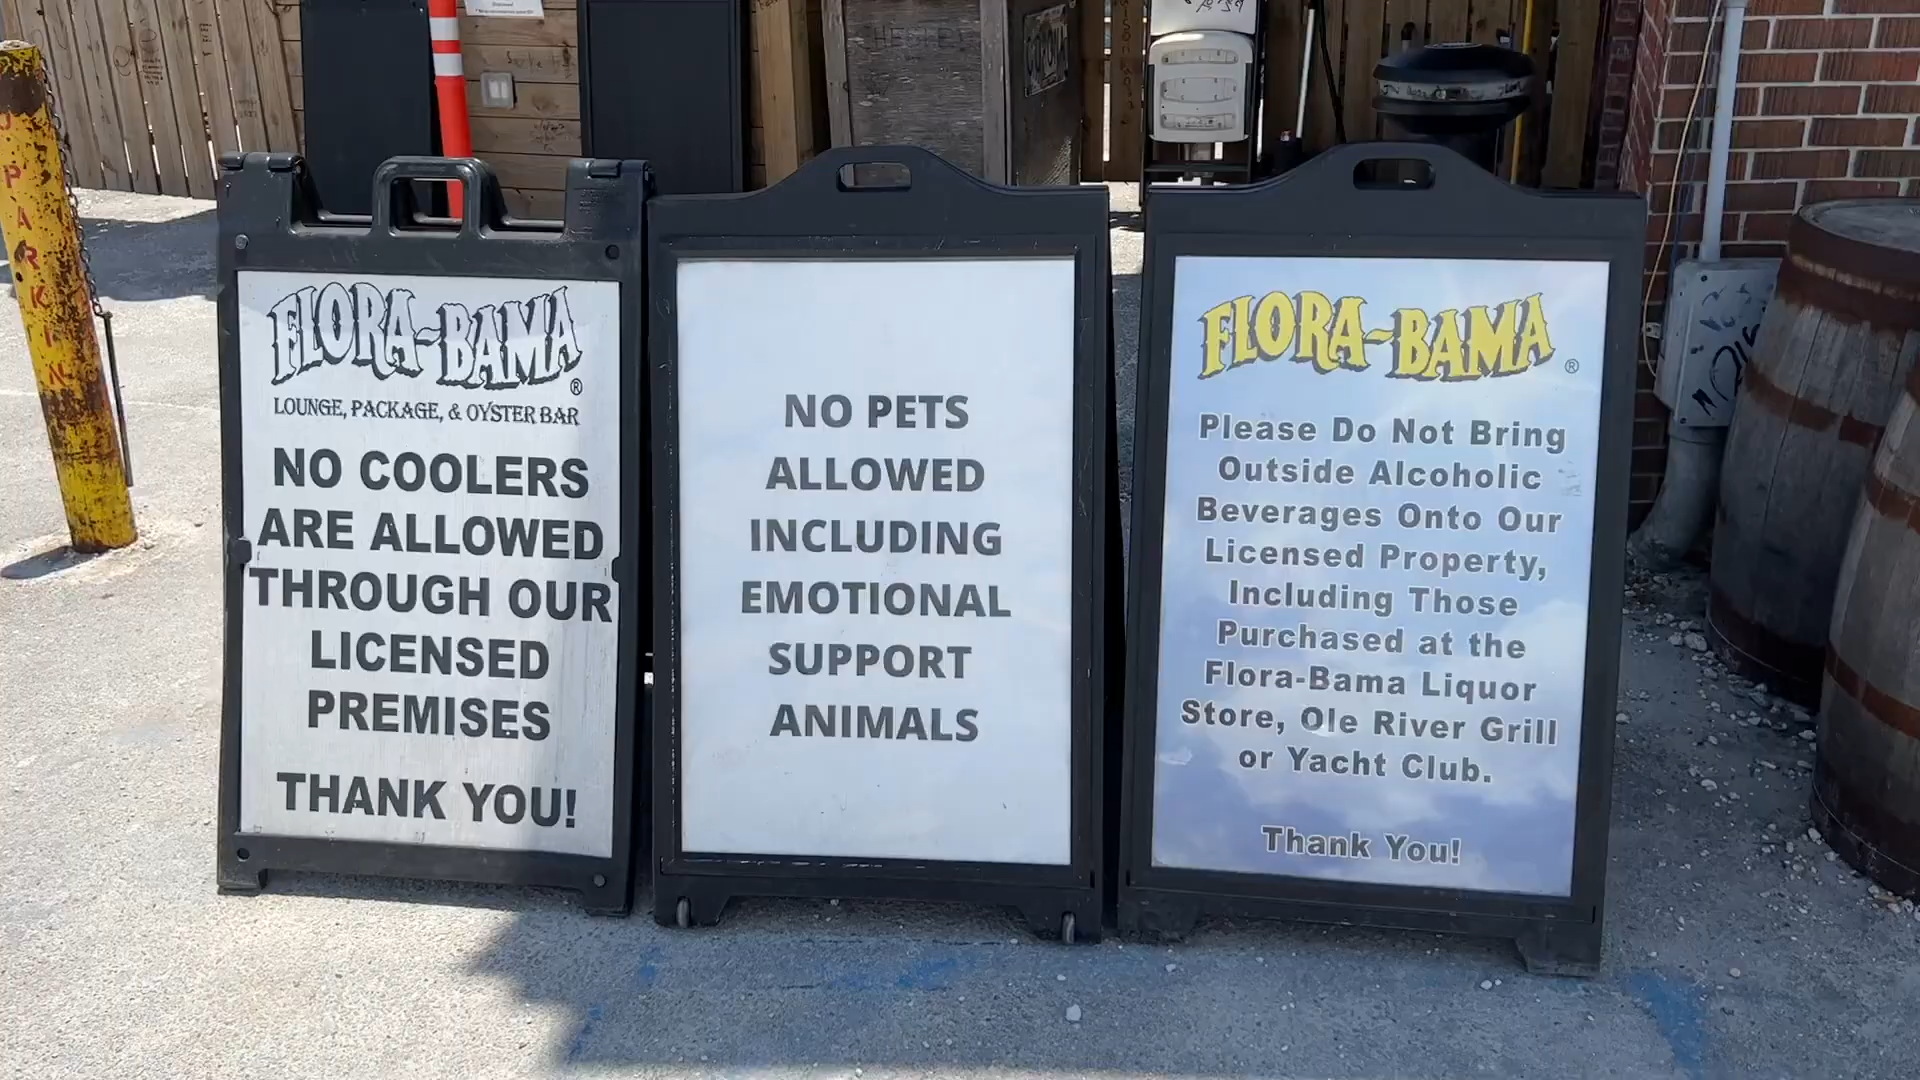 PARKING
FLORA-BAMA®
LOUNGE, PACKAGE, & OYSTER BAR
NO COOLERS
ARE ALLOWED
THROUGH OUR
LICENSED
PREMISES
THANK YOU!
NO PETS
ALLOWED
INCLUDING
EMOTIONAL
SUPPORT
ANIMALS
FLORA-BAMA®
Please Do Not Bring
Outside Alcoholic
Beverages Onto Our
Licensed Property,
Including Those
Purchased at the
Flora-Bama Liquor
Store, Ole River Grill
or Yacht Club.
Thank You!